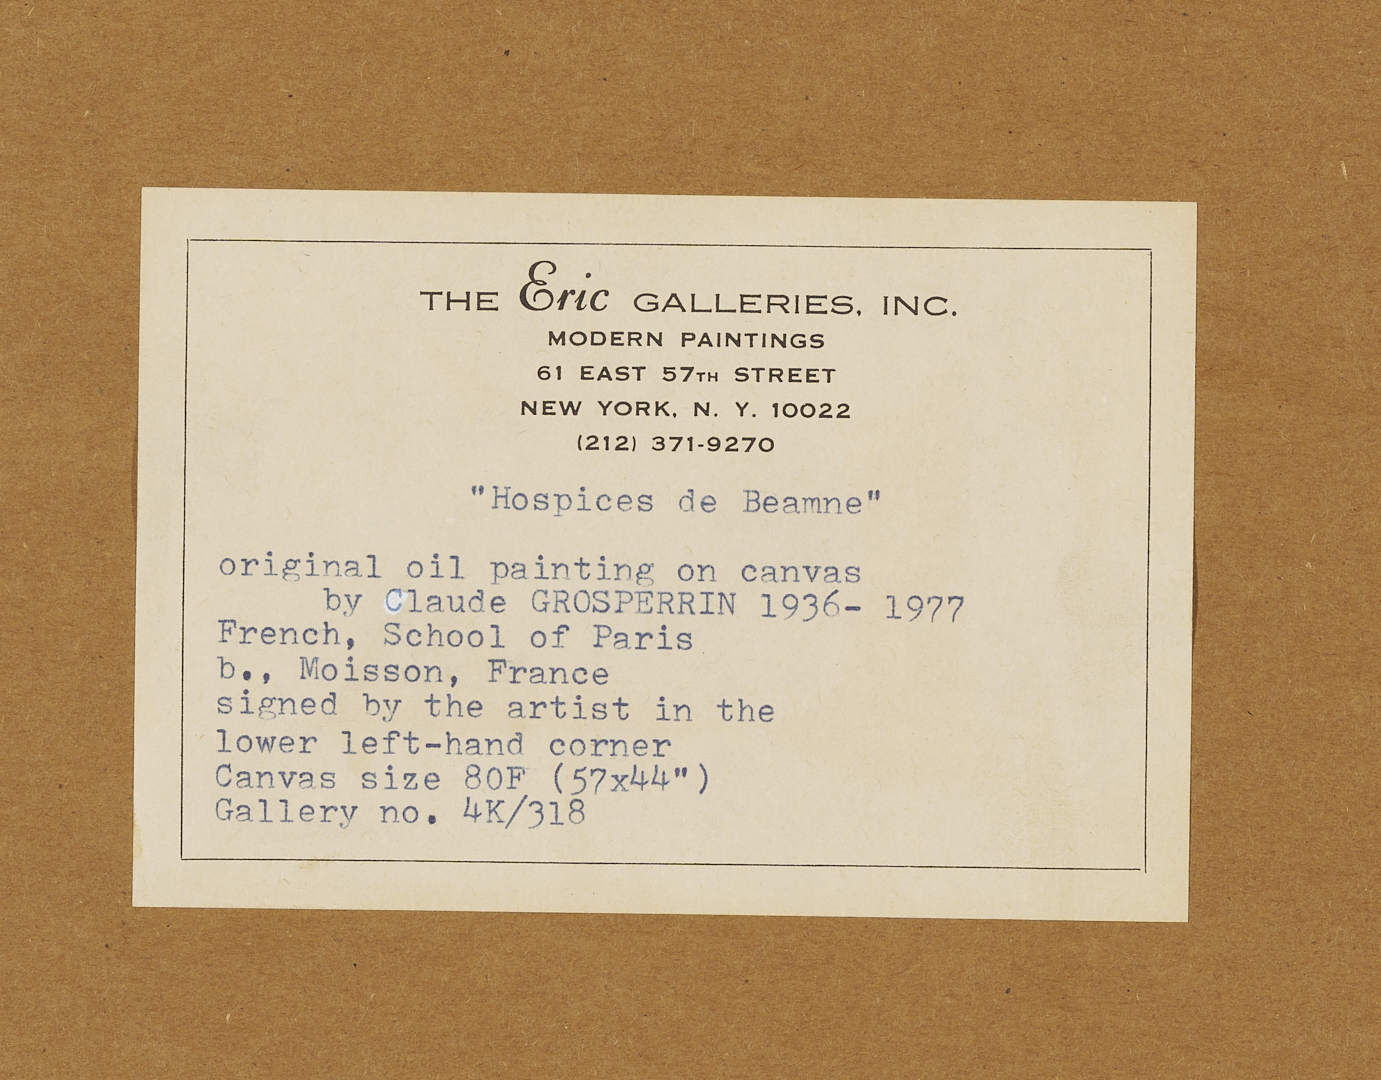 THE Eric GALLERIES, INC.
MODERN PAINTINGS
61 EAST 57TH STREET
NEW YORK, N. Y. 10022
(212) 371-9270
"Hospices de Beamne"
original oil painting on canvas
by Claude GROSPERRIN 1936- 1977
French, School of Paris
b., Moisson, France
signed by the artist in the
lower left-hand corner
Canvas size 80F (57x44")
Gallery no. 4K/318